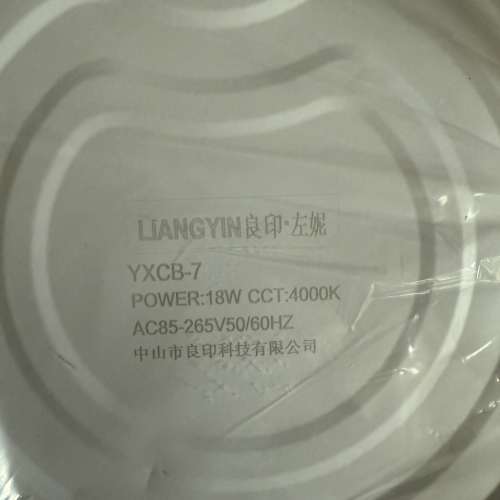 LiANGYIN良印·左妮
YXCB-7
POWER:18W CCT:4000K
AC85-265V50/60HZ
中山市良印科技有限公司